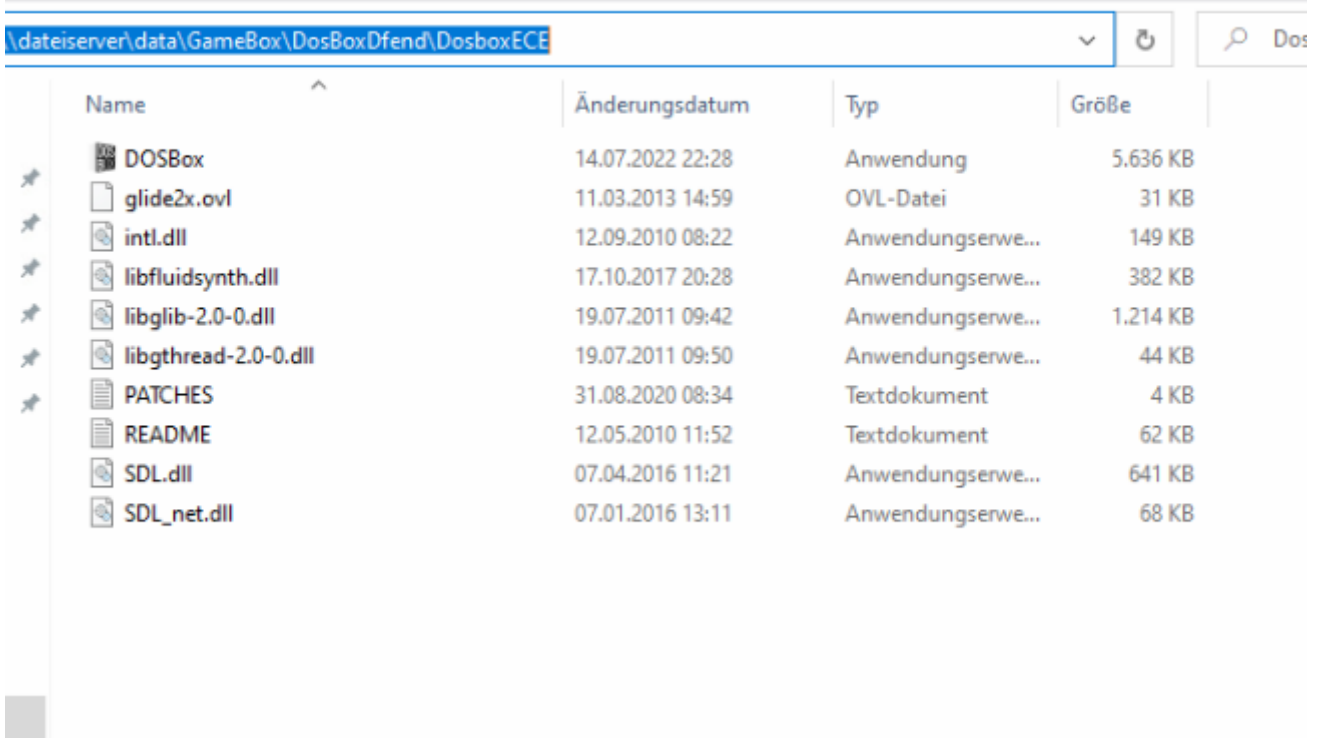 \dateiserver\data\GameBox\DosBoxDfend\DosboxECE Dos
Name Änderungsdatum Typ Größe
DOSBox 14.07.2022 22:28 Anwendung 5.636 KB
glide2x.ovl 11.03.2013 14:59 OVL-Datei 31 KB
intl.dll 12.09.2010 08:22 Anwendungserwe... 149 KB
libfluidsynth.dll 17.10.2017 20:28 Anwendungserwe... 382 KB
libglib-2.0-0.dll 19.07.2011 09:42 Anwendungserwe... 1.214 KB
libgthread-2.0-0.dll 19.07.2011 09:50 Anwendungserwe... 44 KB
PATCHES 31.08.2020 08:34 Textdokument 4 KB
README 12.05.2010 11:52 Textdokument 62 KB
SDL.dll 07.04.2016 11:21 Anwendungserwe... 641 KB
SDL_net.dll 07.01.2016 13:11 Anwendungserwe... 68 KB